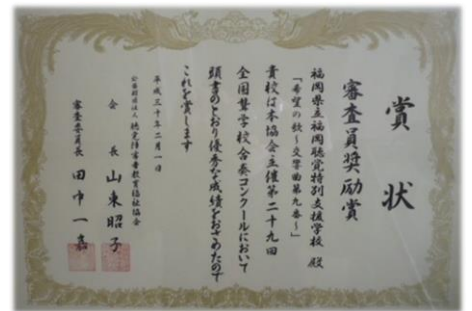 賞状
審査員奨励賞
福岡県立福岡聴覚特別支援学校 殿
「希望の歌~交響曲第九番~」
貴校は本協会主催第二十九回
全国聾学校合奏コンクールにおいて
頭書のとおり優秀な成績をおさめたので
これを賞します
平成三十年二月一日
公益財団法人 聴覚障害者教育福祉協会
会長 山東昭子
審査委員長 田中一嘉